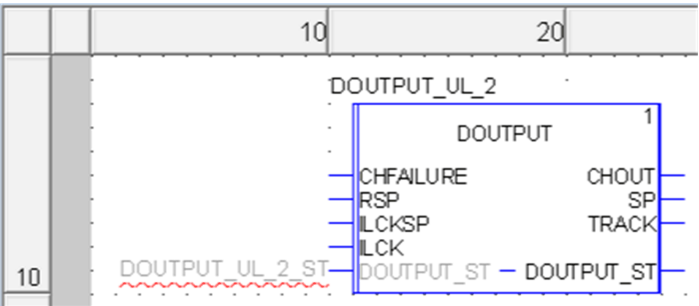 10 20
DOUTPUT_UL_2
1
DOUTPUT
CHFAILURE CHOUT
RSP SP
ILCKSP TRACK
ILCK
10 DOUTPUT_UL_2_ST DOUTPUT_ST – DOUTPUT_ST